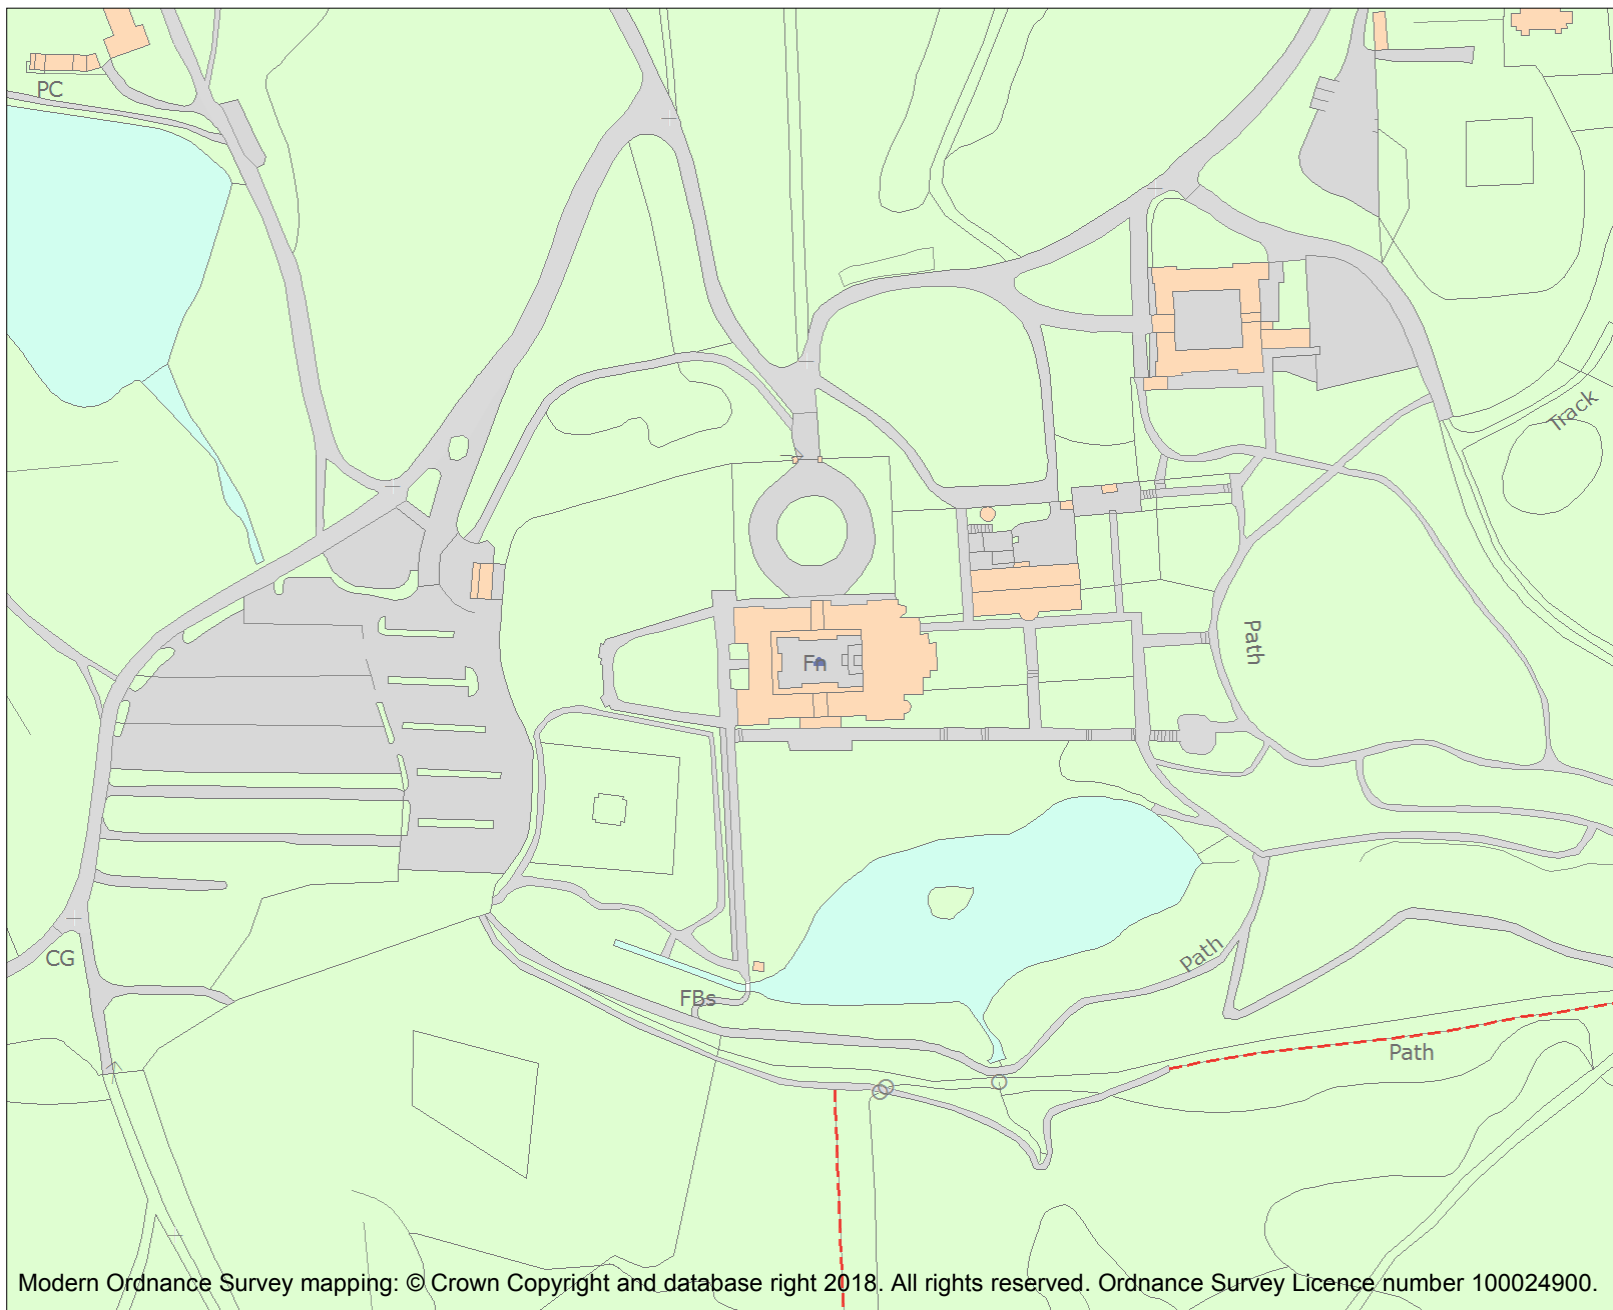 PC
Track
Path
Fn
Path
CG
FBs
Path
Modern Ordnance Survey mapping: © Crown Copyright and database right 2018. All rights reserved. Ordnance Survey Licence number 100024900.